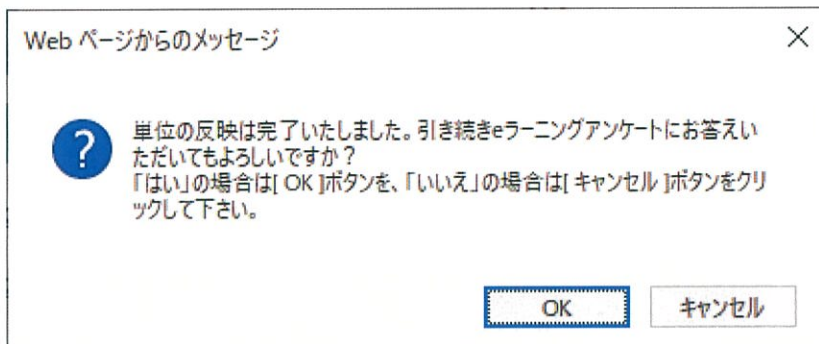 Web ページからのメッセージ
単位の反映は完了いたしました。引き続きeラーニングアンケートにお答えい
ただいてもよろしいですか？
「はい」の場合は[ OK ]ボタンを、「いいえ」の場合は[ キャンセル ]ボタンをクリ
ックして下さい。
OK
キャンセル